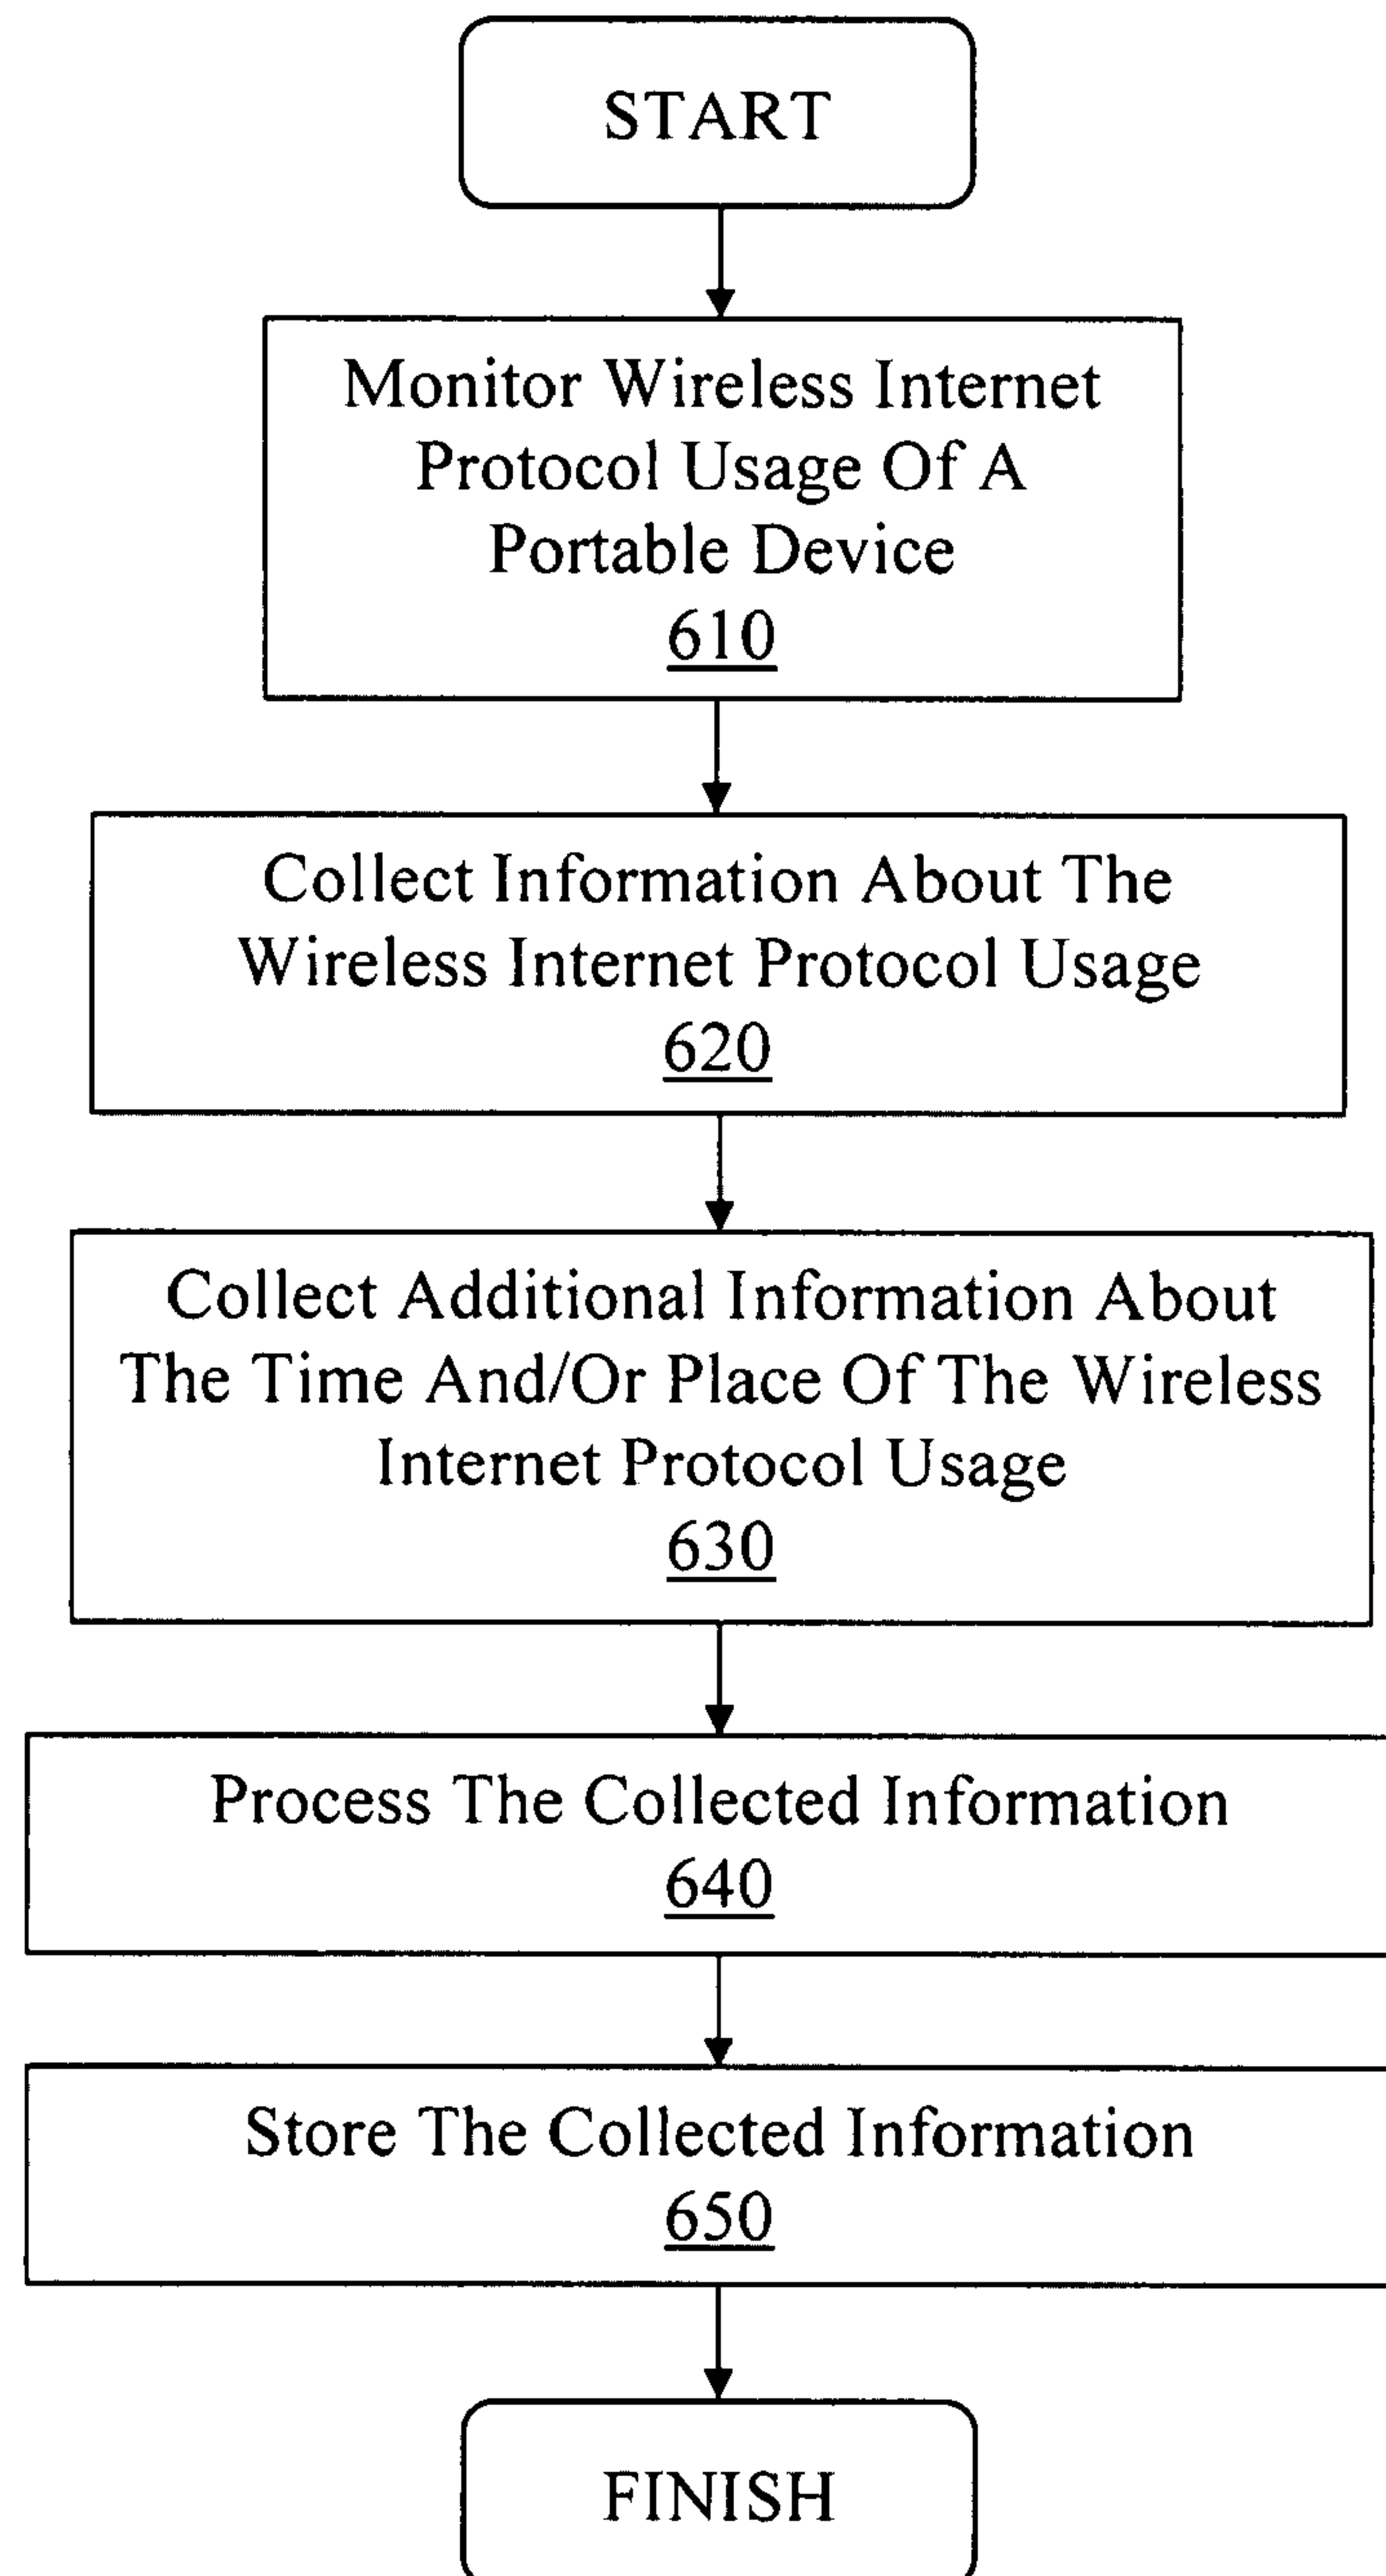 START
Monitor Wireless Internet
Protocol Usage Of A
Portable Device
610
Collect Information About The
Wireless Internet Protocol Usage
620
Collect Additional Information About
The Time And/Or Place Of The Wireless
Internet Protocol Usage
630
Process The Collected Information
640
Store The Collected Information
650
FINISH